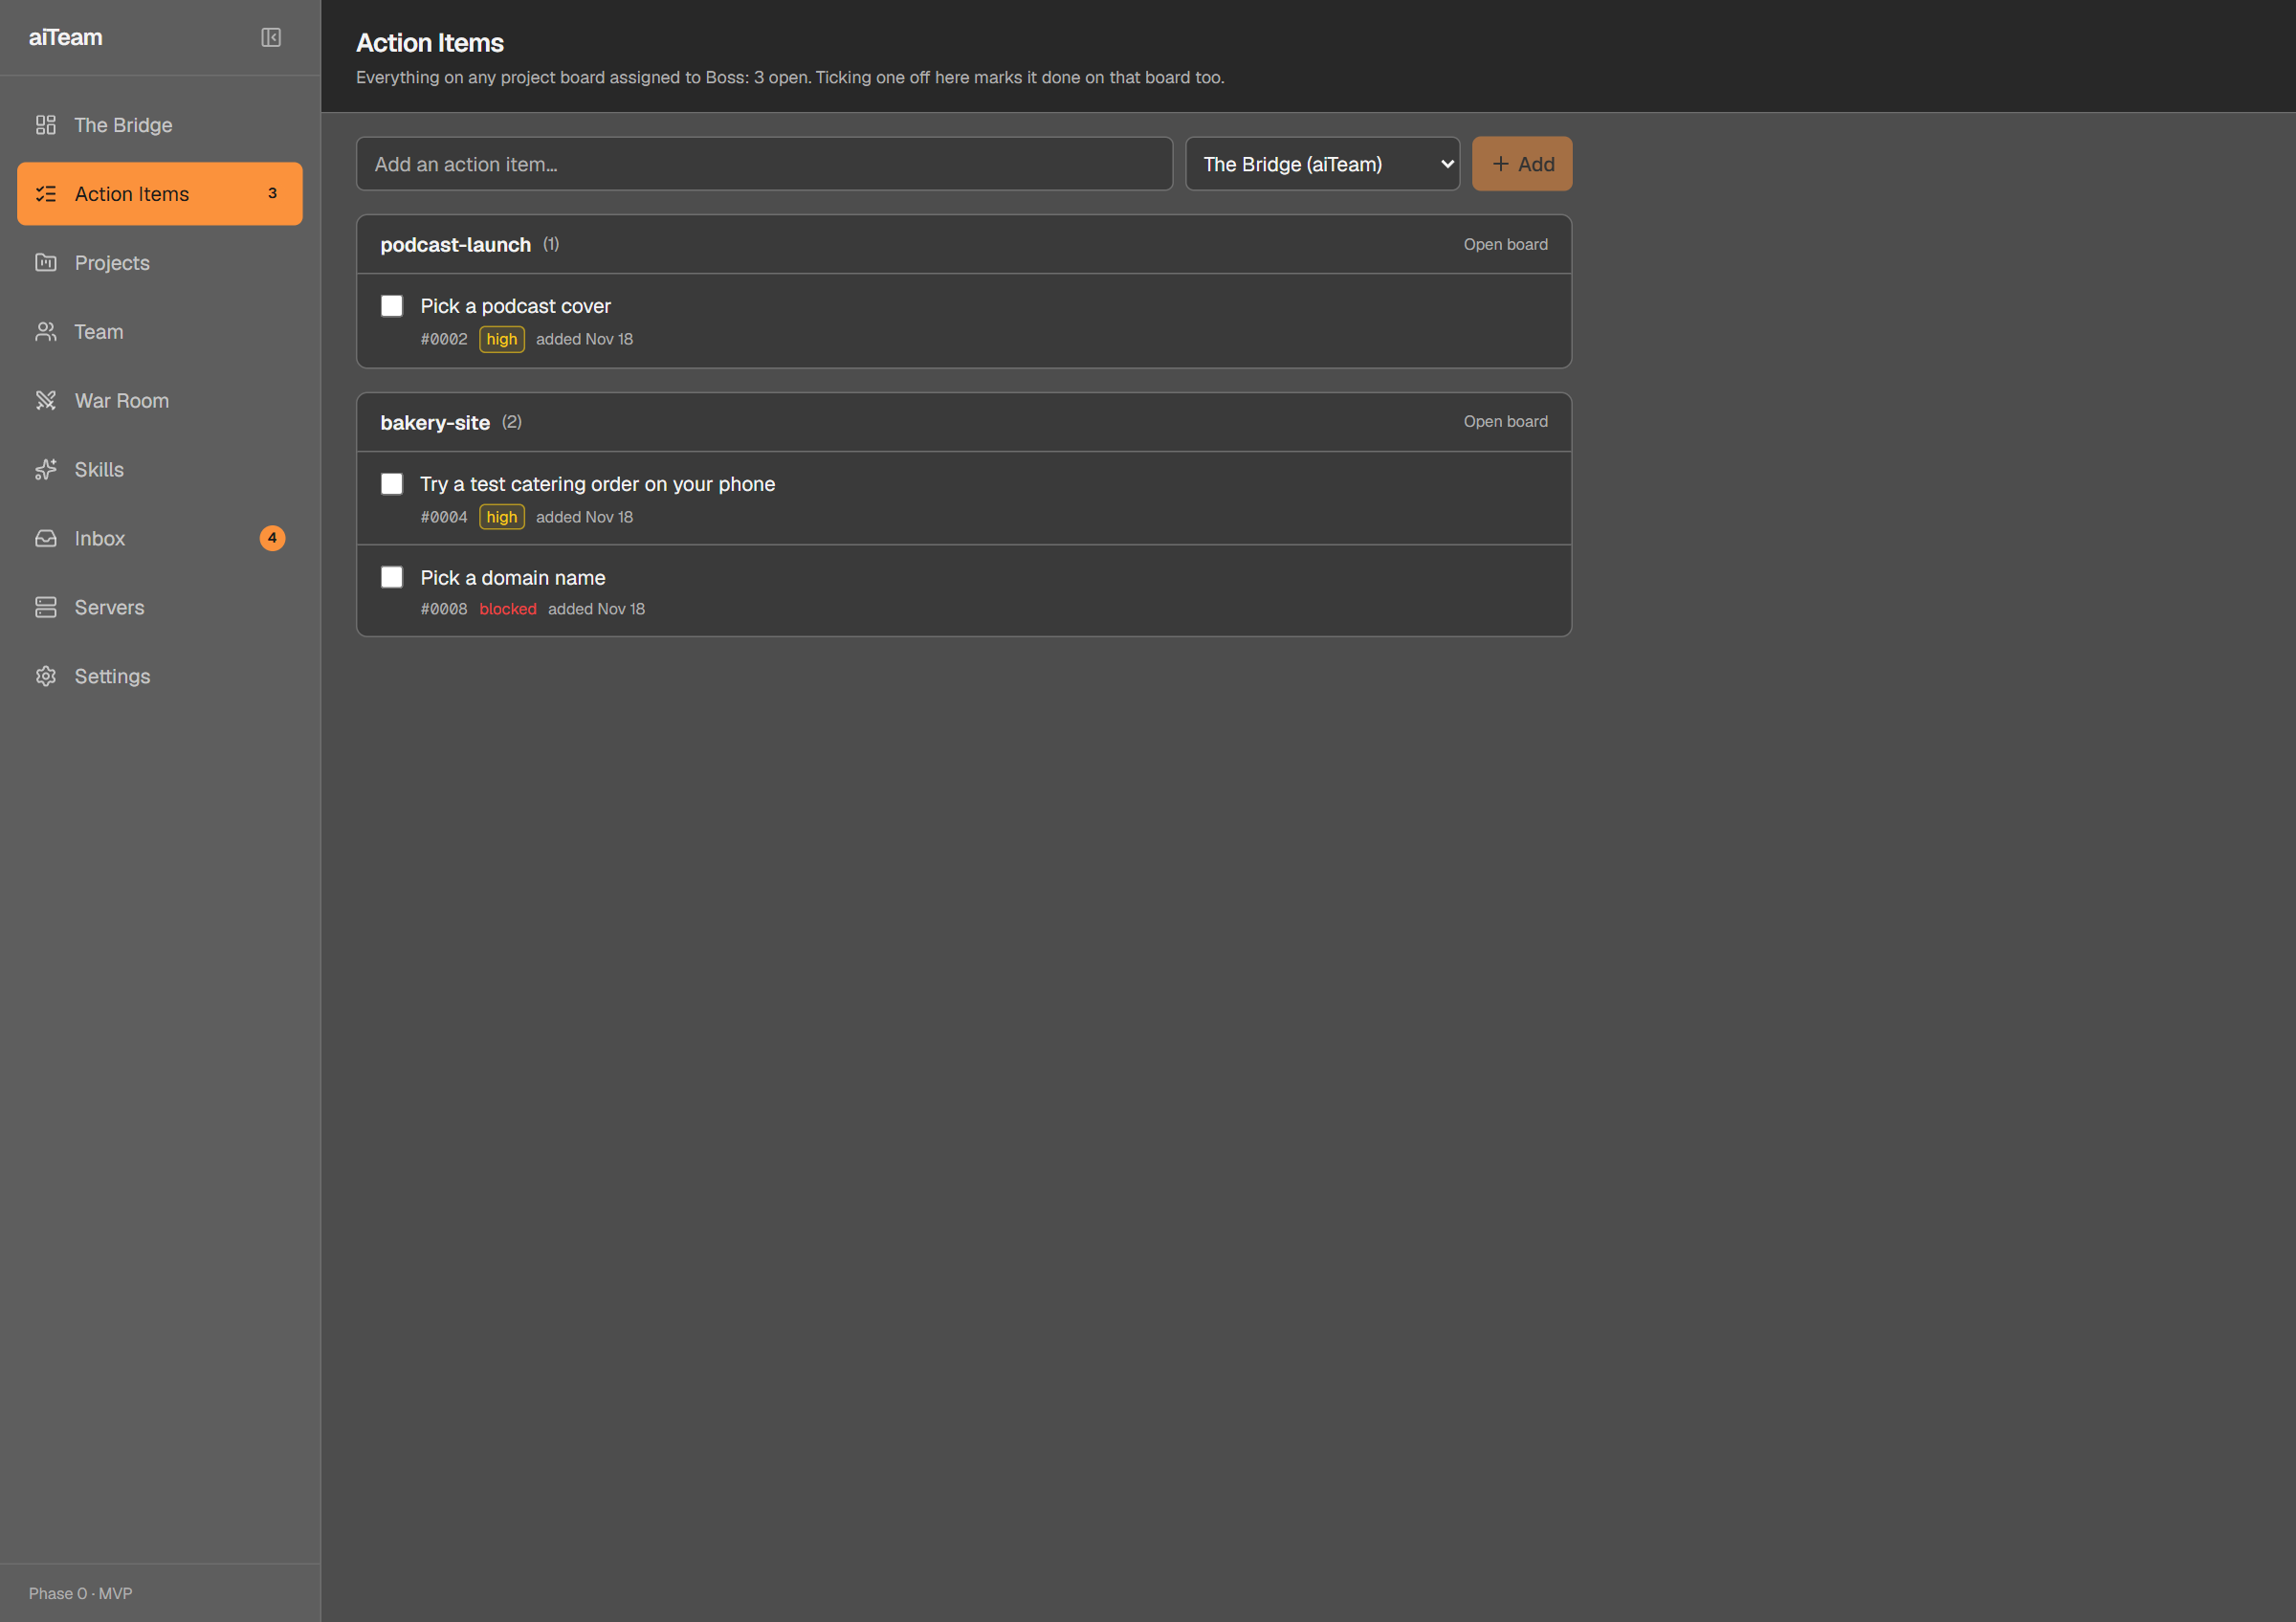 aiTeam
The Bridge
Action Items 3
Projects
Team
War Room
Skills
Inbox 4
Servers
Settings
Phase 0 · MVP
Action Items
Everything on any project board assigned to Boss: 3 open. Ticking one off here marks it done on that board too.
Add an action item... The Bridge (aiTeam) + Add
podcast-launch (1) Open board
Pick a podcast cover
#0002 high added Nov 18
bakery-site (2) Open board
Try a test catering order on your phone
#0004 high added Nov 18
Pick a domain name
#0008 blocked added Nov 18